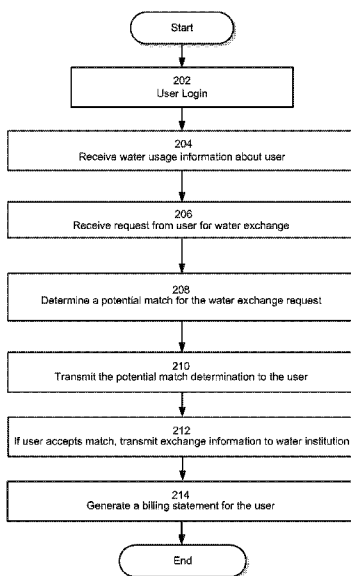 Start
202
User Login
204
Receive water usage information about user
206
Receive request from user for water exchange
208
Determine a potential match for the water exchange request
210
Transmit the potential match determination to the user
212
If user accepts match, transmit exchange information to water institution
214
Generate a billing statement for the user
End